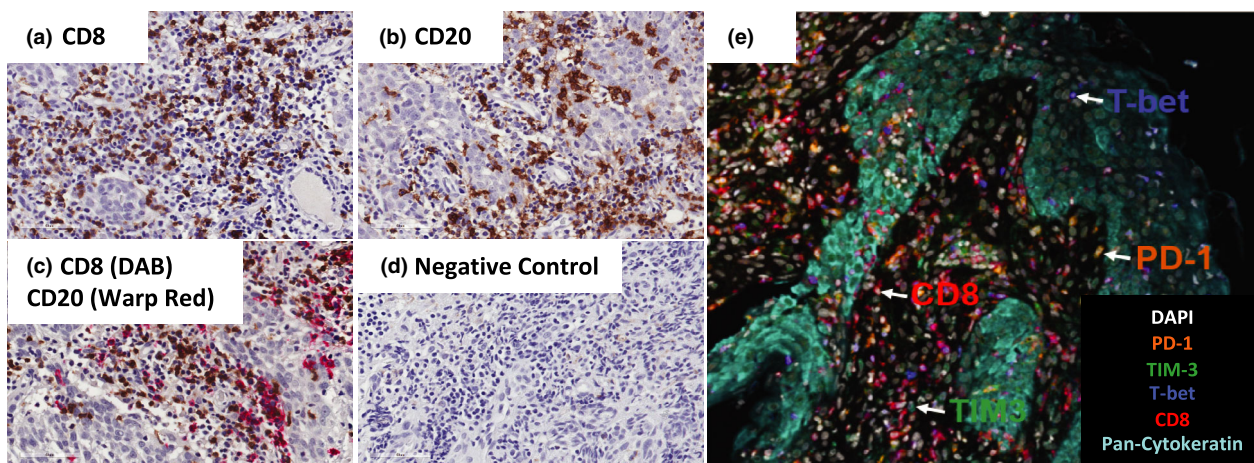 (a) CD8
(b) CD20
(c) CD8 (DAB)
CD20 (Warp Red)
(d) Negative Control
(e)
T-bet
PD-1
CD8
TIM3
DAPI
PD-1
TIM-3
T-bet
CD8
Pan-Cytokeratin